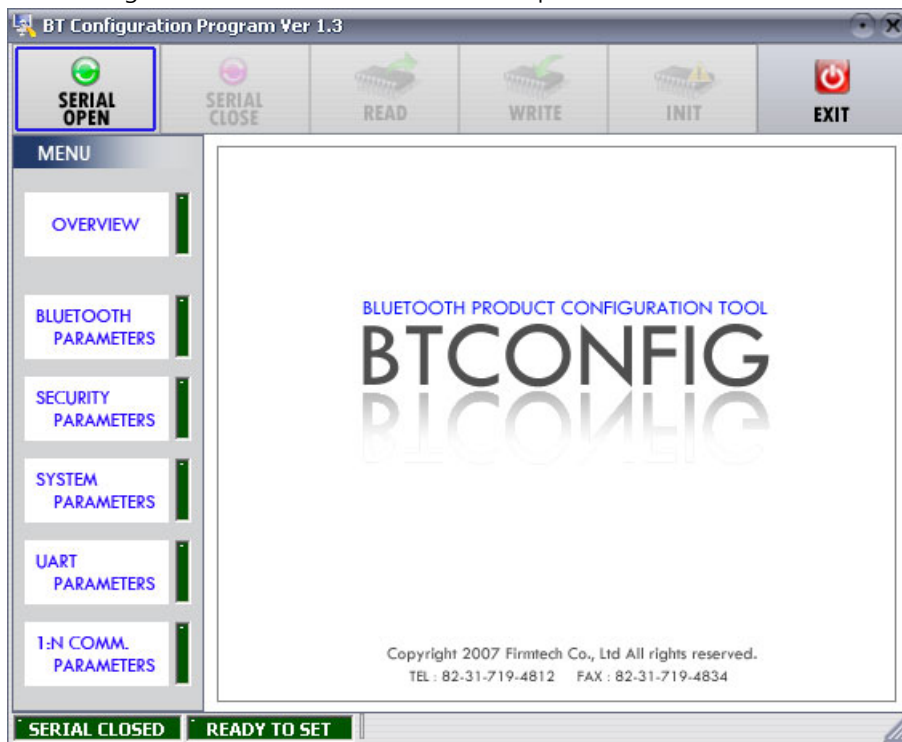 BT Configuration Program Ver 1.3
SERIAL
OPEN
SERIAL
CLOSE
READ
WRITE
INIT
EXIT
MENU
OVERVIEW
BLUETOOTH
PARAMETERS
SECURITY
PARAMETERS
SYSTEM
PARAMETERS
UART
PARAMETERS
1:N COMM.
PARAMETERS
BLUETOOTH PRODUCT CONFIGURATION TOOL
BTCONFIG
Copyright 2007 Firmtech Co., Ltd All rights reserved.
TEL : 82-31-719-4812 FAX : 82-31-719-4834
SERIAL CLOSED
READY TO SET